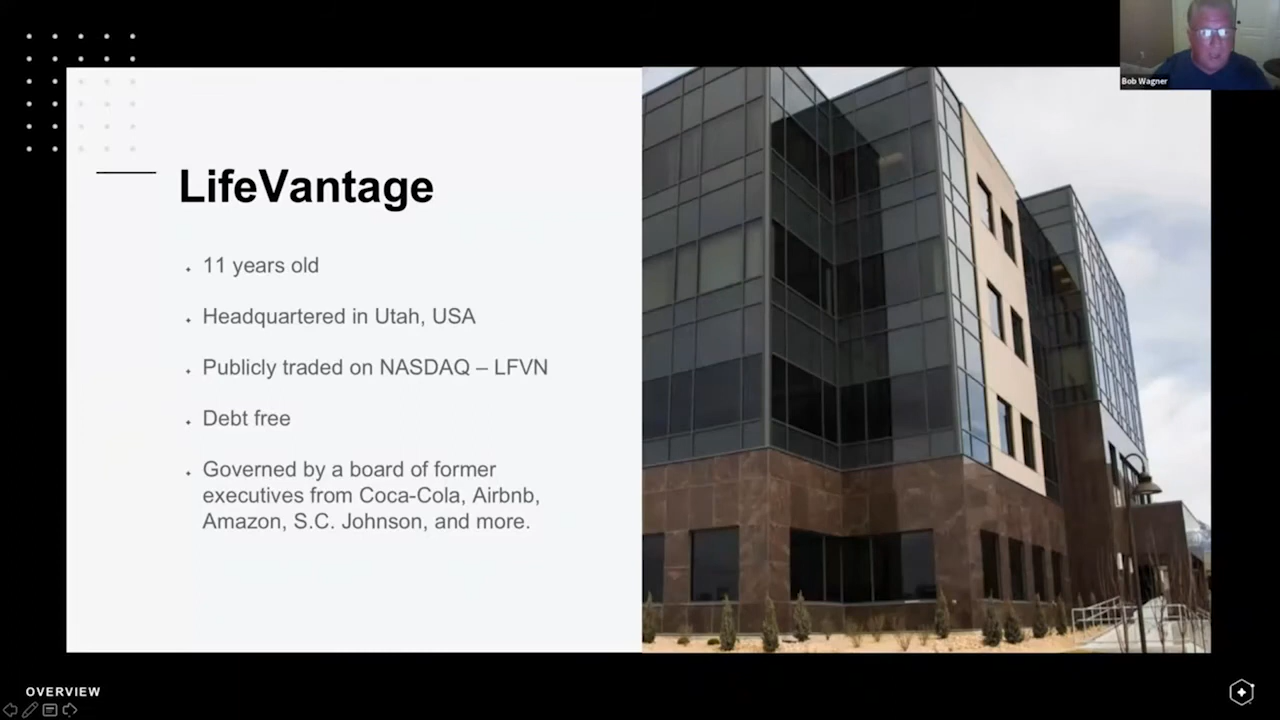 Bob Wagner
LifeVantage
11 years old
Headquartered in Utah, USA
Publicly traded on NASDAQ – LFVN
Debt free
Governed by a board of former
executives from Coca-Cola, Airbnb,
Amazon, S.C. Johnson, and more.
OVERVIEW